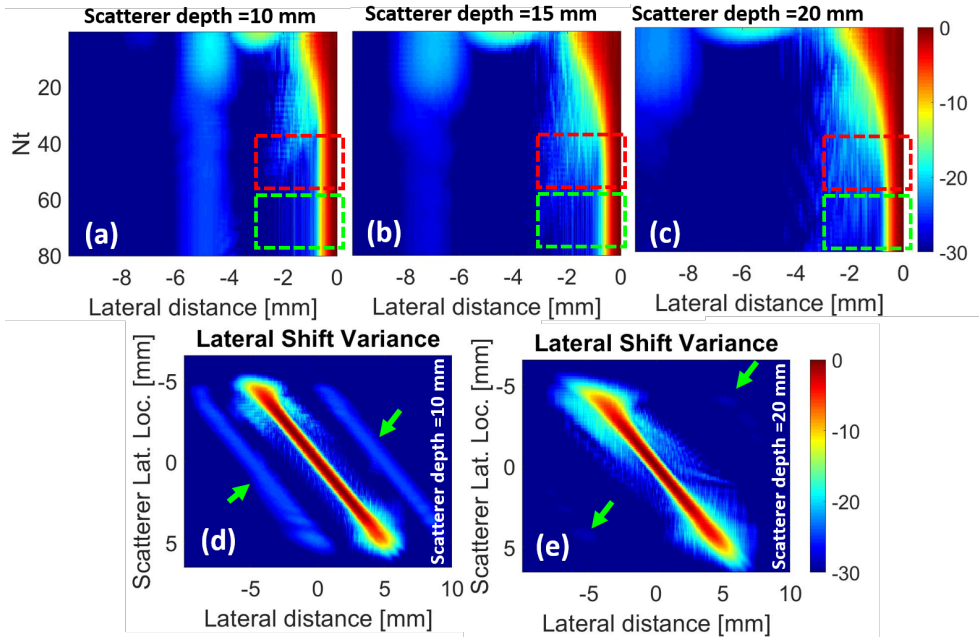 Scatterer depth =10 mm
Scatterer depth =15 mm
Scatterer depth =20 mm
Nt
20
40
60
80
(a)
(b)
(c)
0
-5
-10
-15
-20
-25
-30
-8 -6 -4 -2 0
-8 -6 -4 -2 0
-8 -6 -4 -2 0
Lateral distance [mm]
Lateral distance [mm]
Lateral distance [mm]
Lateral Shift Variance
Lateral Shift Variance
Scatterer Lat. Loc. [mm]
-5
0
5
(d)
Scatterer depth =10 mm
-5 0 5 10
Lateral distance [mm]
Scatterer Lat. Loc. [mm]
-5
0
5
(e)
Scatterer depth =20 mm
-5 0 5 10
Lateral distance [mm]
0
-10
-20
-30